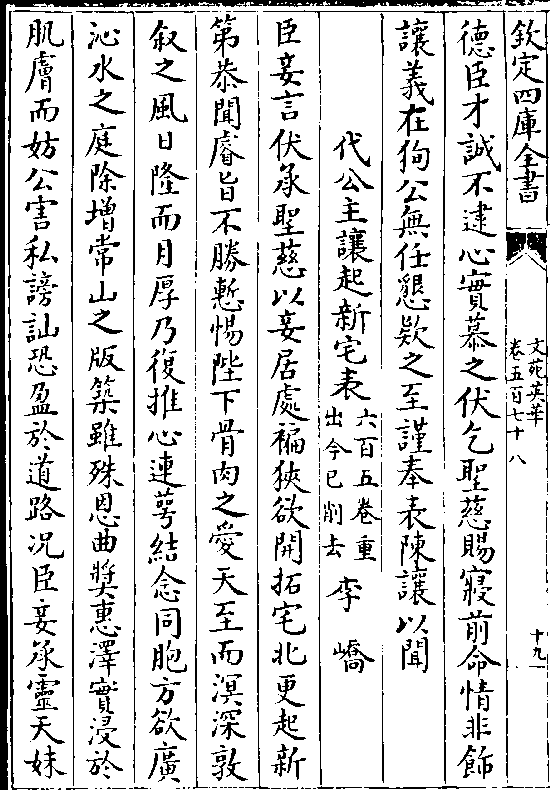 欽定四庫全書
文苑英華
卷五百七十八
十九
德臣才誠不逮心實慕之伏乞聖慈賜寢前命情非飾
讓義在徇公無任懇款之至謹奉表陳讓以聞
代公主讓起新宅表六百五卷重出今已削去 李嶠
臣妾言伏承聖慈以妾居處褊狹欲開拓宅北更起新
第恭聞睿旨不勝慙惕陛下骨肉之愛天至而溟深敦
叙之風日隆而月厚乃復推心連萼結念同胞方欲廣
沁水之庭除增常山之版築雖殊恩曲奬惠澤實浸於
肌膚而妨公害私謗訕恐盈於道路况臣妾承靈天妹